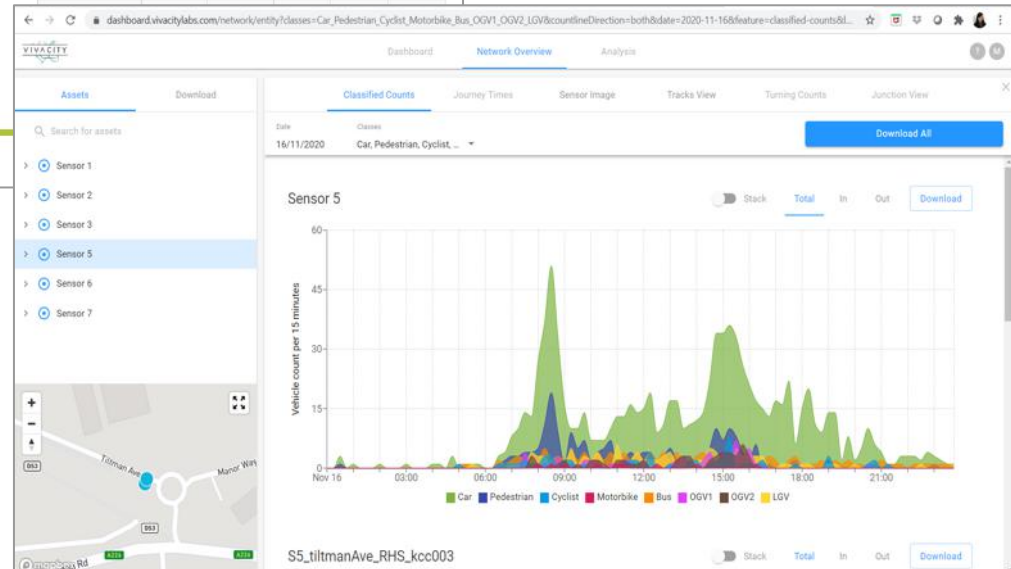 dashboard.vivacitylabs.com/network/entity?classes=Car_Pedestrian_Cyclist_Motorbike_Bus_OGV1_OGV2_LGV&countlineDirection=both&date=2020-11-16&feature=classified-counts&l...
VIVACITY
Dashboard Network Overview Analysis
Assets Download
Classified Counts Journey Times Sensor Image Tracks View Turning Counts Junction View
Search for assets
Date Classes
16/11/2020 Car, Pedestrian, Cyclist, ...
Download All
Sensor 1
Sensor 2
Sensor 3
Sensor 5
Sensor 6
Sensor 7
Sensor 5
Stack Total In Out Download
Vehicle count per 15 minutes
60
45
30
15
0
Nov 16 03:00 06:00 09:00 12:00 15:00 18:00 21:00
Car Pedestrian Cyclist Motorbike Bus OGV1 OGV2 LGV
S5_tiltmanAve_RHS_kcc003
Stack Total In Out Download
B53
Tiltman Ave
Manor Way
B53
A226
A226
mapbox
Rd